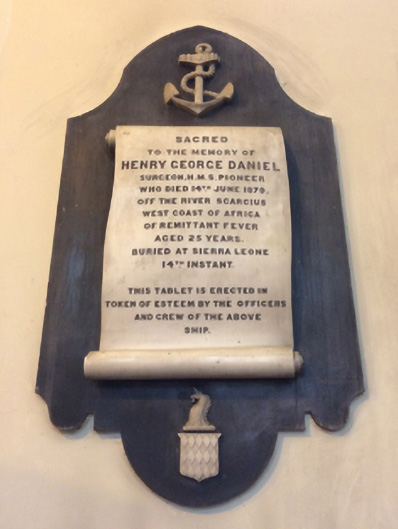 SACRED
TO THE MEMORY OF
HENRY GEORGE DANIEL
SURGEON, H.M.S. PIONEER
WHO DIED 14TH JUNE 1879,
OFF THE RIVER SCARCIUS
WEST COAST OF AFRICA
OF REMITTANT FEVER
AGED 25 YEARS.
BURIED AT SIERRA LEONE
14TH INSTANT.
THIS TABLET IS ERECTED IN
TOKEN OF ESTEEM BY THE OFFICERS
AND CREW OF THE ABOVE
SHIP.